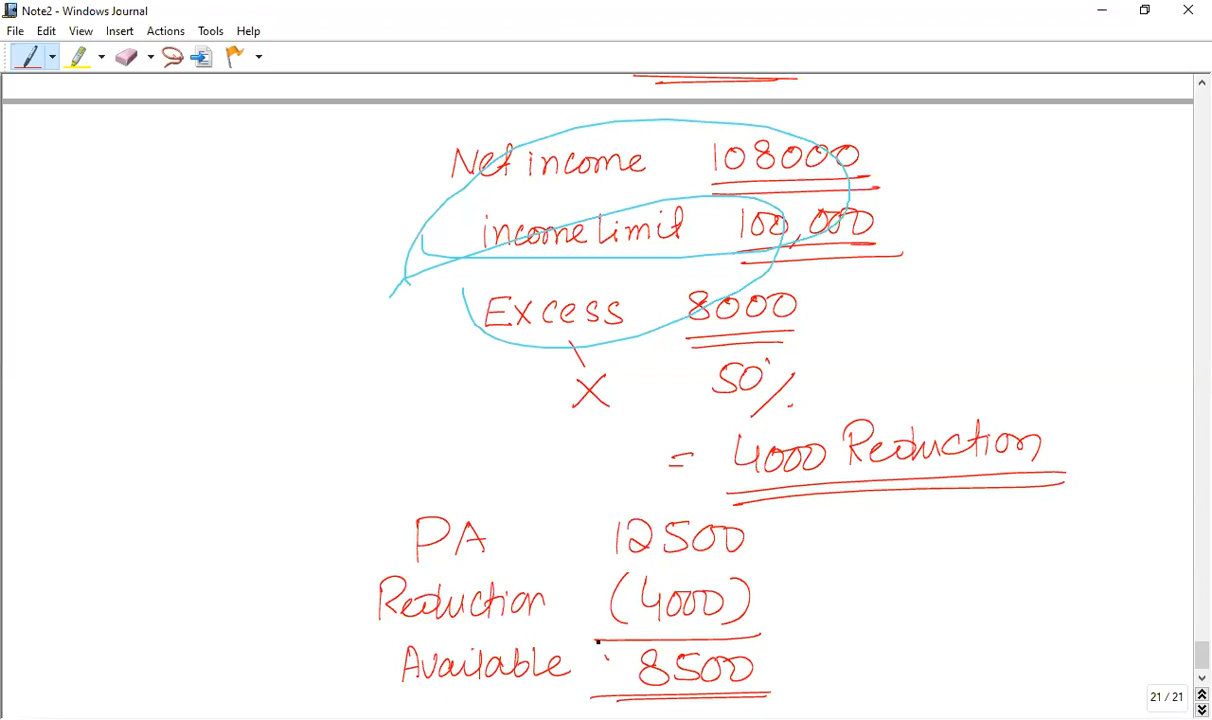 Note2 - Windows Journal
File Edit View Insert Actions Tools Help
Net income 108000
income limit 100,000
Excess 8000
X 50%
= 4000 Reduction
PA 12500
Reduction (4000)
Available 8500
21 / 21